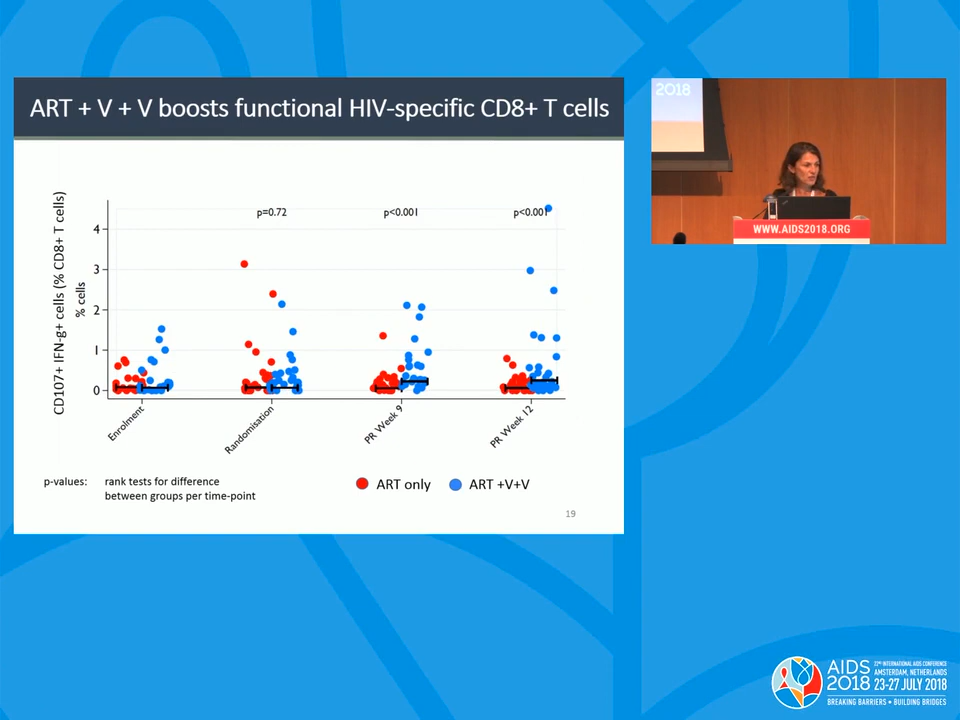 ART + V + V boosts functional HIV-specific CD8+ T cells
CD107+ IFN-g+ cells (% CD8+ T cells)
% cells
p=0.72
p<0.001
p<0.001
4
3
2
1
0
Enrolment
Randomisation
PR Week 9
PR Week 12
p-values: rank tests for difference
between groups per time-point
ART only
ART +V+V
19
2018
WWW.AIDS2018.ORG
AIDS
2018
22ND INTERNATIONAL AIDS CONFERENCE
AMSTERDAM, NETHERLANDS
23-27 JULY 2018
BREAKING BARRIERS • BUILDING BRIDGES